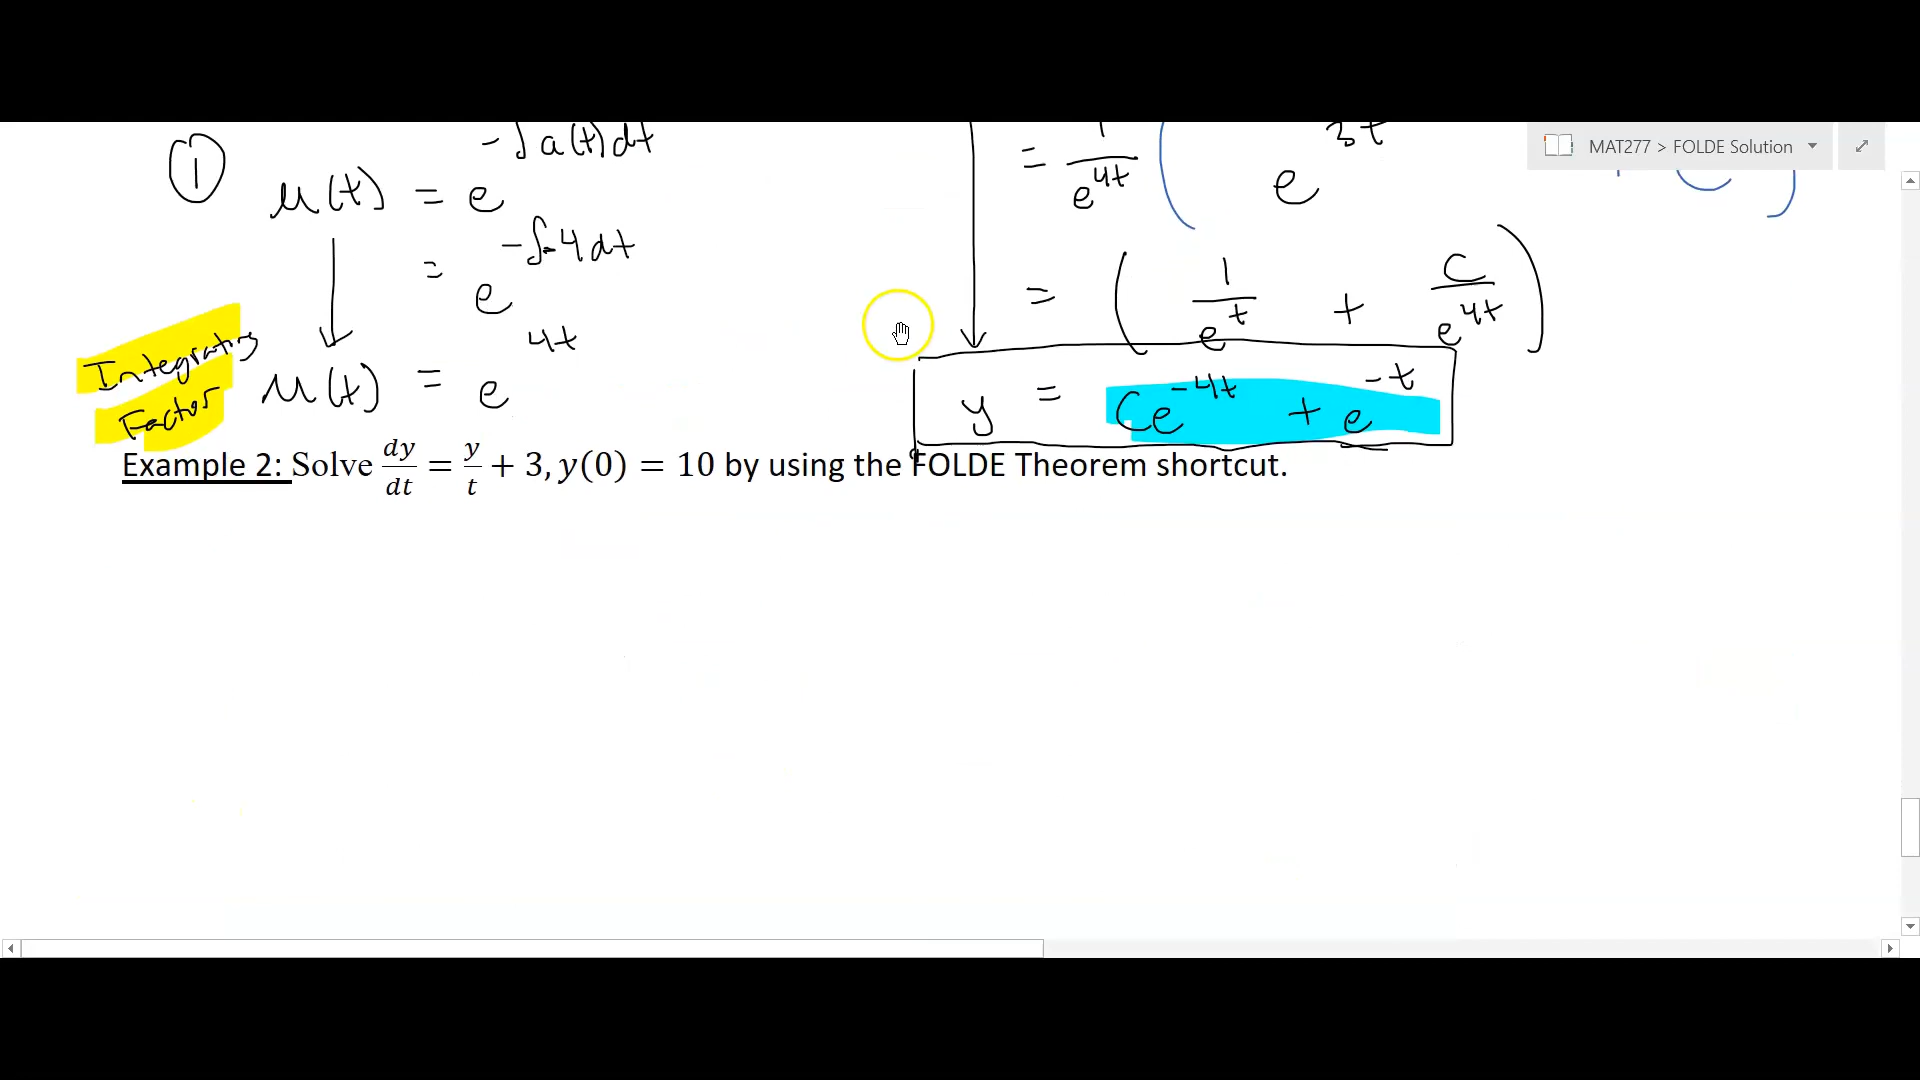 MAT277 > FOLDE Solution
① μ(t) = e^{-∫a(t)dt}
= e^{-∫-4dt}
Integrating Factor μ(t) = e^{4t}
= 1/e^{4t} ( e^{3t}
= ( 1/e^t + C/e^{4t} )
y = Ce^{-4t} + e^{-t}
Example 2: Solve dy/dt = y/t + 3, y(0) = 10 by using the FOLDE Theorem shortcut.